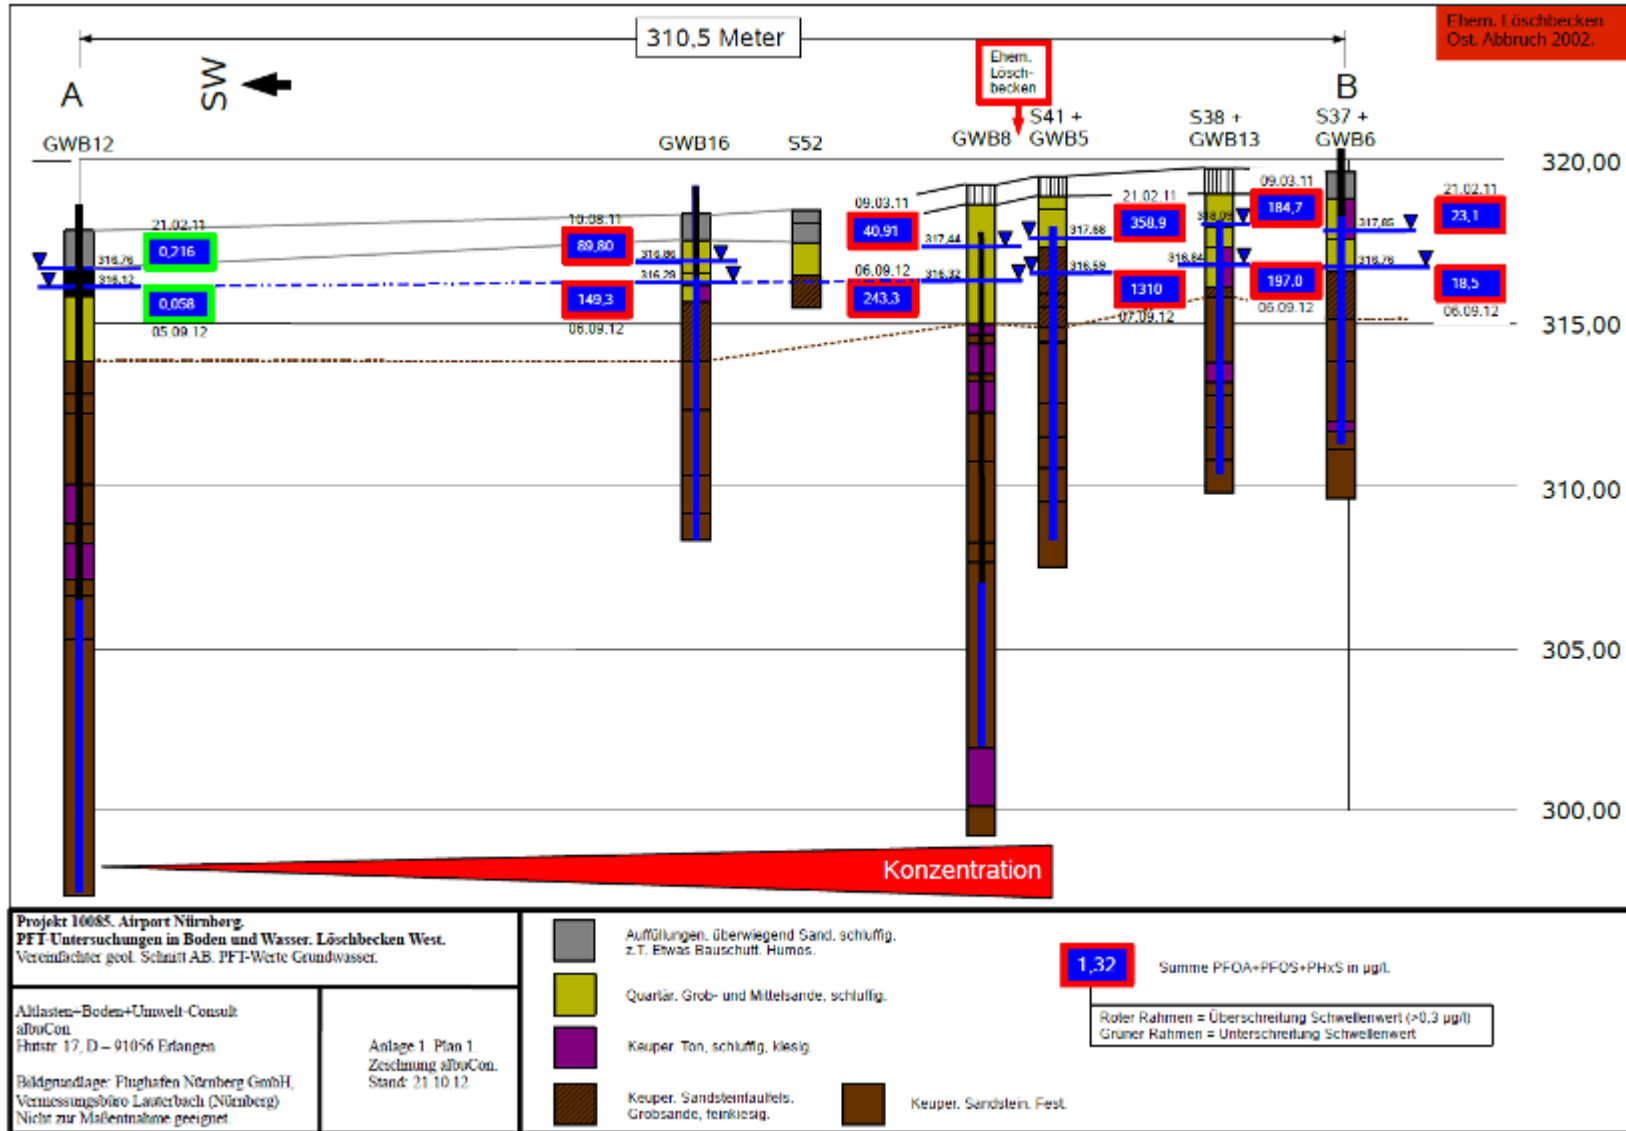 310,5 Meter
Ehem. Löschbecken
Ost. Abbruch 2002.
Ehem.
Lösch-
becken
SW
A
B
GWB12
GWB16
S52
GWB8
S41 +
GWB5
S38 +
GWB13
S37 +
GWB6
320,00
21.02.11
0,216
316,76
316,12
0,058
05.09.12
10.08.11
89,80
316,86
316,29
149,3
06.09.12
09.03.11
40,91
317,44
06.09.12
316,32
243,3
21.02.11
358,9
317,68
316,59
1310
07.09.12
09.03.11
184,7
318,09
316,84
197,0
06.09.12
21.02.11
23,1
317,85
316,76
18,5
06.09.12
315,00
310,00
305,00
300,00
Konzentration
Projekt 10085. Airport Nürnberg.
PFT-Untersuchungen in Boden und Wasser. Löschbecken West.
Vereinfachter geol. Schnitt AB. PFT-Werte Grundwasser.
Altlasten+Boden+Umwelt-Consult
albuCon
Hutstr. 17, D – 91056 Erlangen
Bildgrundlage: Flughafen Nürnberg GmbH,
Vermessungsbüro Lauterbach (Nürnberg)
Nicht zur Maßentnahme geeignet.
Anlage 1. Plan 1.
Zeichnung albuCon.
Stand: 21.10.12
Auffüllungen, überwiegend Sand, schluffig.
z.T. Etwas Bauschutt. Humos.
Quartär. Grob- und Mittelsande, schluffig.
Keuper. Ton, schluffig, kiesig.
Keuper. Sandsteinfaulfels.
Grobsande, feinkiesig.
Keuper. Sandstein. Fest.
1,32
Summe PFOA+PFOS+PHxS in µg/l.
Roter Rahmen = Überschreitung Schwellenwert (>0,3 µg/l)
Grüner Rahmen = Unterschreitung Schwellenwert